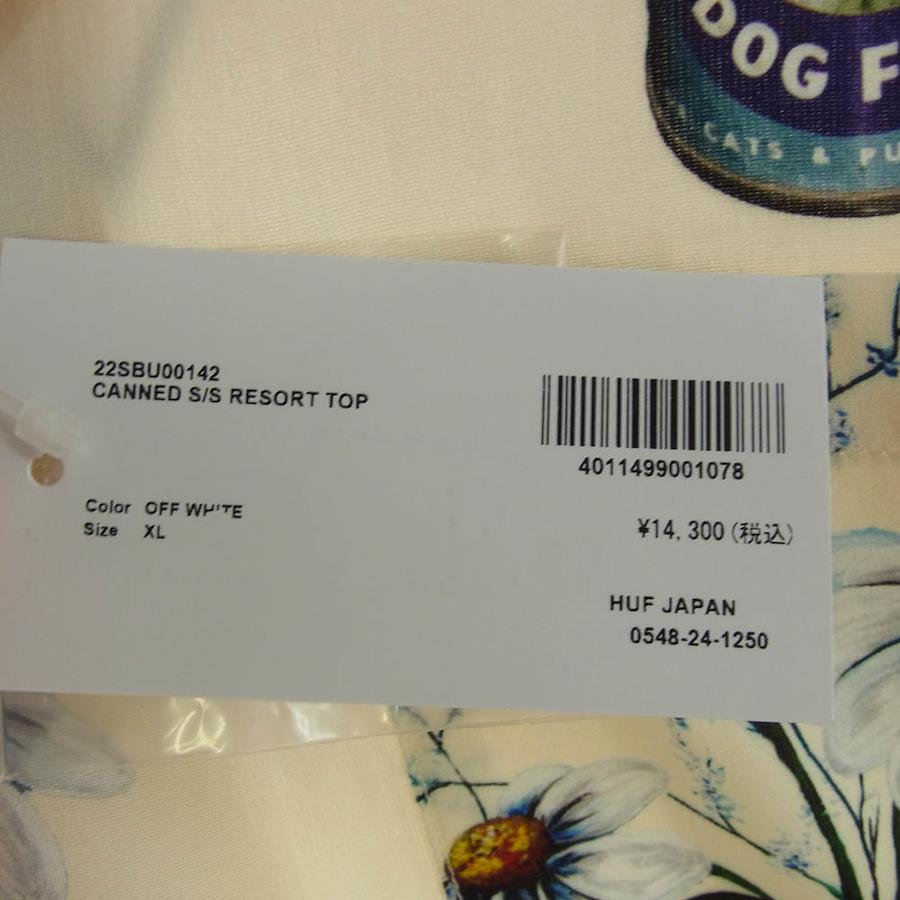 DOG F
CATS & PU
22SBU00142
CANNED S/S RESORT TOP
4011499001078
Color OFF WHITE
Size XL
¥14,300(税込)
HUF JAPAN
0548-24-1250